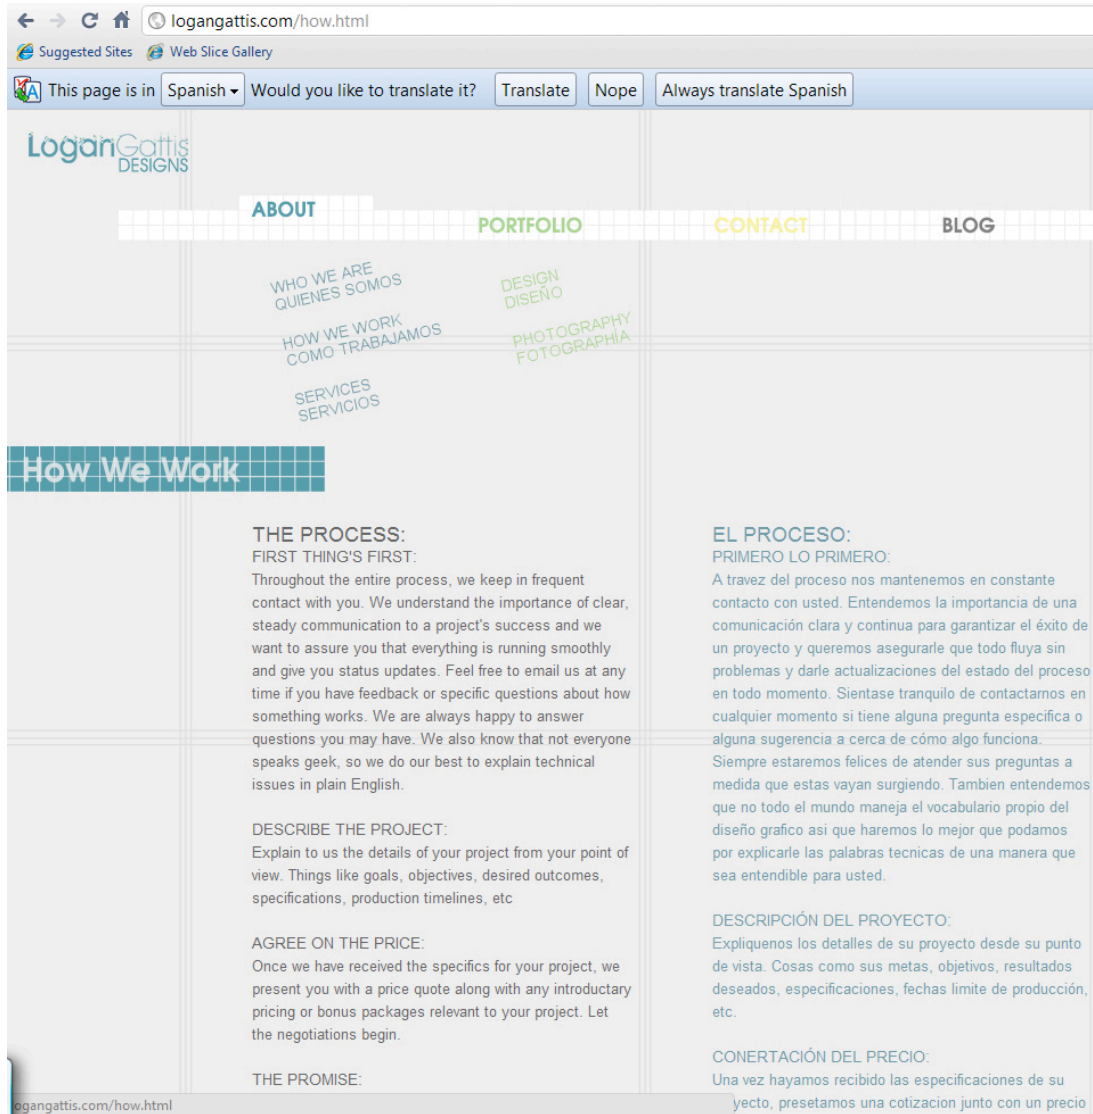 logangattis.com/how.html
Suggested Sites Web Slice Gallery
This page is in Spanish Would you like to translate it? Translate Nope Always translate Spanish
LoganGattis
DESIGNS
ABOUT
PORTFOLIO CONTACT BLOG
WHO WE ARE
QUIENES SOMOS
HOW WE WORK
COMO TRABAJAMOS
SERVICES
SERVICIOS
DESIGN
DISEÑO
PHOTOGRAPHY
FOTOGRAPHÍA
How We Work
THE PROCESS:
FIRST THING'S FIRST:
Throughout the entire process, we keep in frequent
contact with you. We understand the importance of clear,
steady communication to a project's success and we
want to assure you that everything is running smoothly
and give you status updates. Feel free to email us at any
time if you have feedback or specific questions about how
something works. We are always happy to answer
questions you may have. We also know that not everyone
speaks geek, so we do our best to explain technical
issues in plain English.
DESCRIBE THE PROJECT:
Explain to us the details of your project from your point of
view. Things like goals, objectives, desired outcomes,
specifications, production timelines, etc
AGREE ON THE PRICE:
Once we have received the specifics for your project, we
present you with a price quote along with any introductary
pricing or bonus packages relevant to your project. Let
the negotiations begin.
THE PROMISE:
EL PROCESO:
PRIMERO LO PRIMERO:
A travez del proceso nos mantenemos en constante
contacto con usted. Entendemos la importancia de una
comunicación clara y continua para garantizar el éxito de
un proyecto y queremos asegurarle que todo fluya sin
problemas y darle actualizaciones del estado del proceso
en todo momento. Sientase tranquilo de contactarnos en
cualquier momento si tiene alguna pregunta especifica o
alguna sugerencia a cerca de cómo algo funciona.
Siempre estaremos felices de atender sus preguntas a
medida que estas vayan surgiendo. Tambien entendemos
que no todo el mundo maneja el vocabulario propio del
diseño grafico asi que haremos lo mejor que podamos
por explicarle las palabras tecnicas de una manera que
sea entendible para usted.
DESCRIPCIÓN DEL PROYECTO:
Expliquenos los detalles de su proyecto desde su punto
de vista. Cosas como sus metas, objetivos, resultados
deseados, especificaciones, fechas limite de producción,
etc.
CONERTACIÓN DEL PRECIO:
Una vez hayamos recibido las especificaciones de su
yecto, presetamos una cotizacion junto con un precio
ogangattis.com/how.html